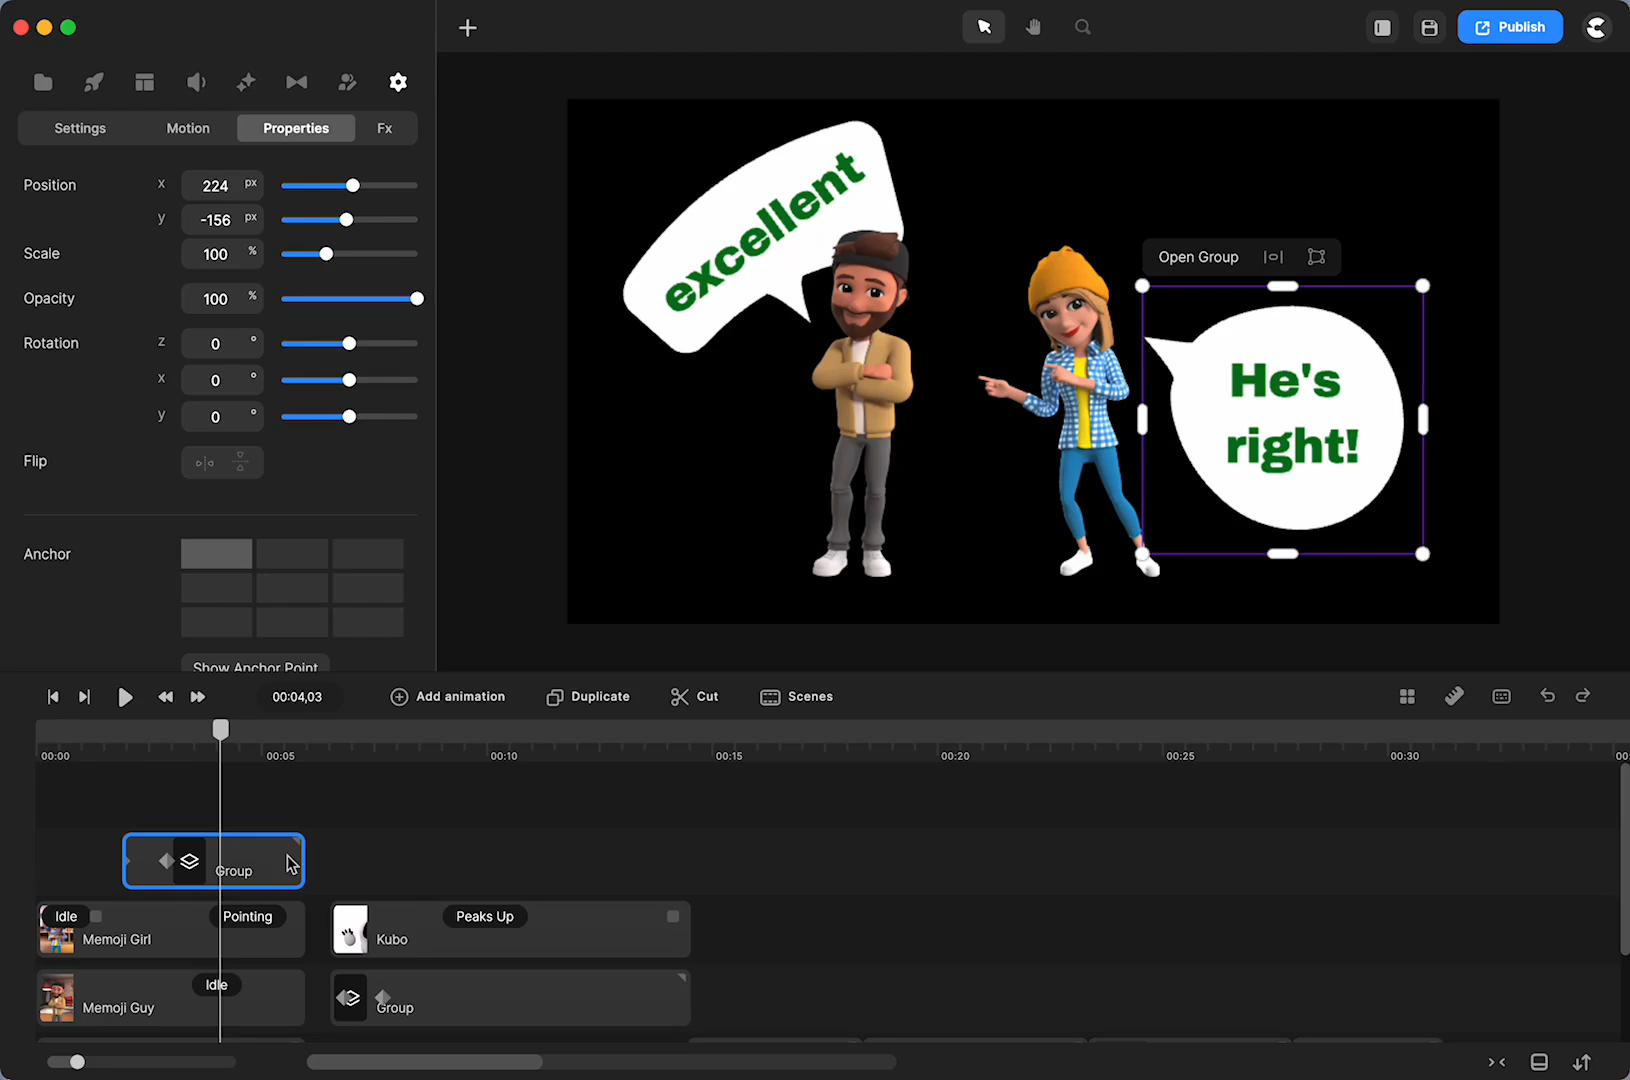 Publish
Settings
Motion
Properties
Fx
Position
x
224 px
y
-156 px
Scale
100 %
Opacity
100 %
Rotation
z
0 °
x
0 °
y
0 °
Flip
Anchor
Show Anchor Point
excellent
Open Group
He's
right!
00:04,03
Add animation
Duplicate
Cut
Scenes
00:00
00:05
00:10
00:15
00:20
00:25
00:30
00:
Group
Idle
Pointing
Memoji Girl
Peaks Up
Kubo
Idle
Memoji Guy
Group